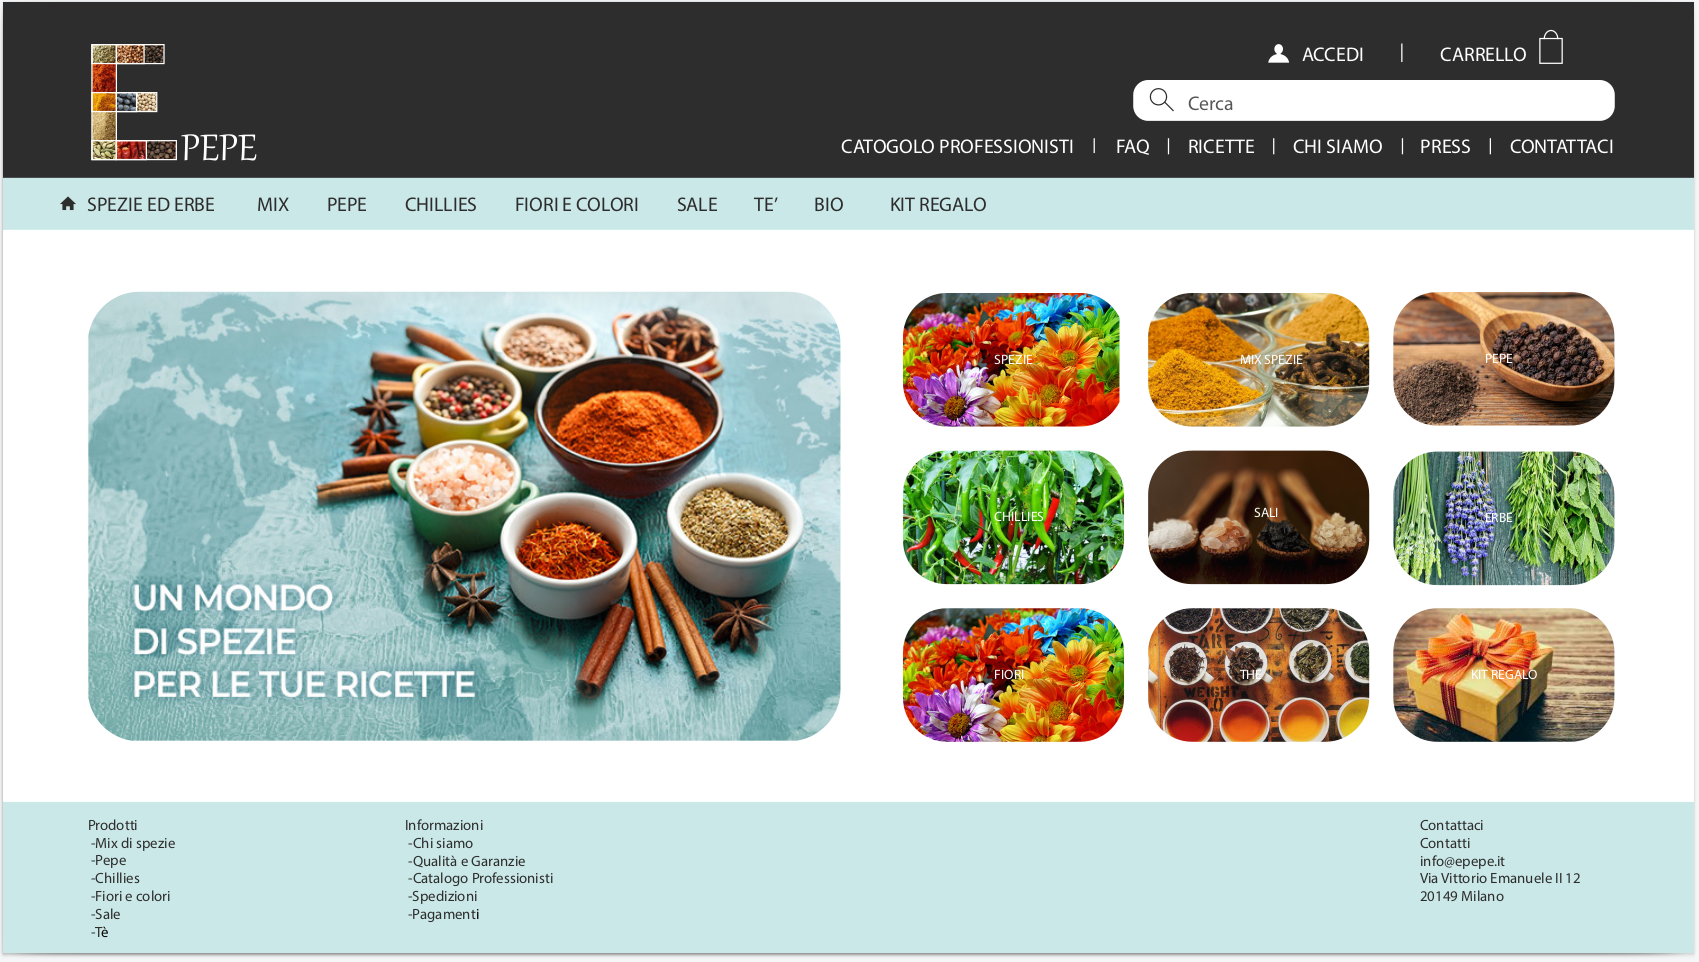 ACCEDI | CARRELLO
Cerca
EPEPE
CATOGOLO PROFESSIONISTI | FAQ | RICETTE | CHI SIAMO | PRESS | CONTATTACI
SPEZIE ED ERBE MIX PEPE CHILLIES FIORI E COLORI SALE TE’ BIO KIT REGALO
UN MONDO
DI SPEZIE
PER LE TUE RICETTE
SPEZIE
MIX SPEZIE
PEPE
CHILLIES
SALI
ERBE
FIORI
THE
KIT REGALO
Prodotti
-Mix di spezie
-Pepe
-Chillies
-Fiori e colori
-Sale
-Tè
Informazioni
-Chi siamo
-Qualità e Garanzie
-Catalogo Professionisti
-Spedizioni
-Pagamenti
Contattaci
Contatti
info@epepe.it
Via Vittorio Emanuele II 12
20149 Milano